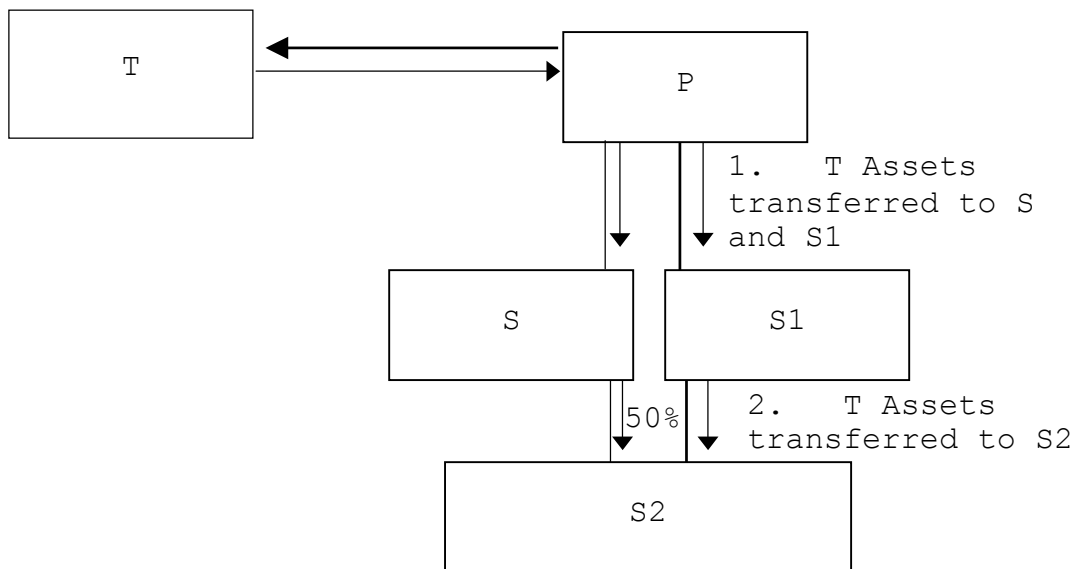 T
P
1. T Assets
transferred to S
and S1
S
S1
50%
2. T Assets
transferred to S2
S2